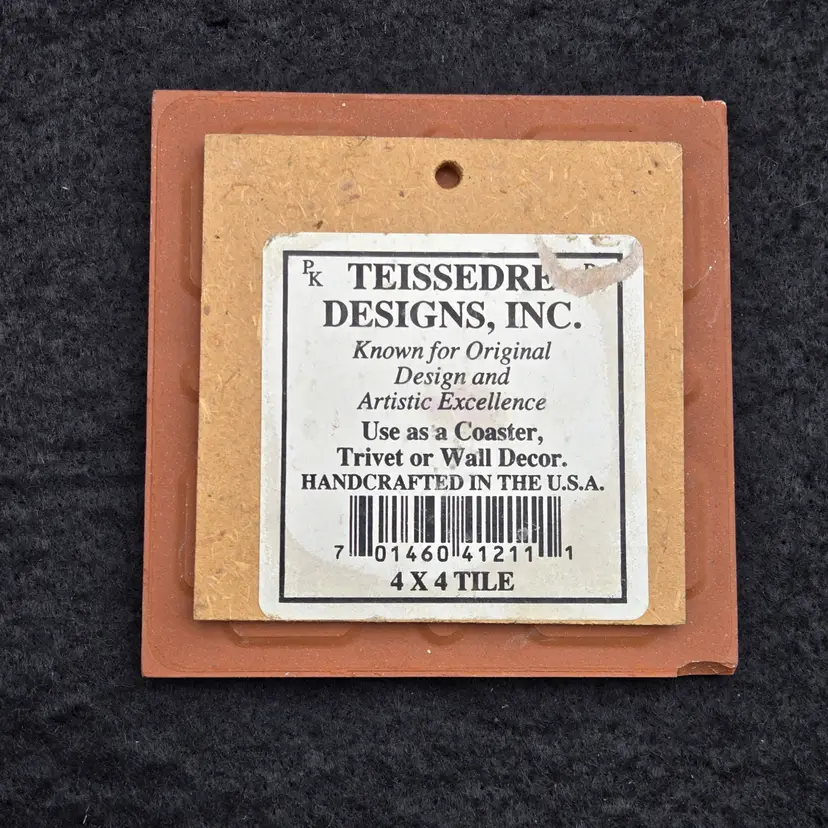 PK TEISSEDRE
DESIGNS, INC.
Known for Original
Design and
Artistic Excellence
Use as a Coaster,
Trivet or Wall Decor.
HANDCRAFTED IN THE U.S.A.
7 01460 41211 1
4 X 4 TILE